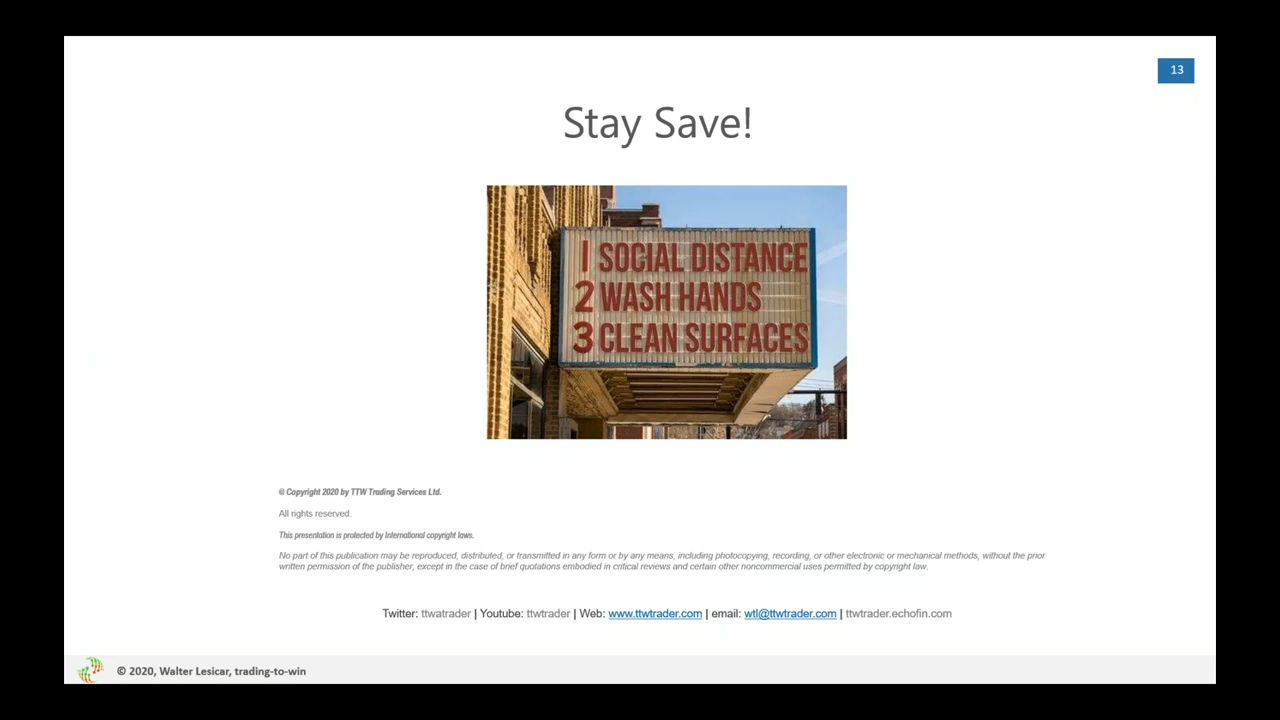 13
Stay Save!
1 SOCIAL DISTANCE
2 WASH HANDS
3 CLEAN SURFACES
© Copyright 2020 by TTW Trading Services Ltd.
All rights reserved.
This presentation is protected by International copyright laws.
No part of this publication may be reproduced, distributed, or transmitted in any form or by any means, including photocopying, recording, or other electronic or mechanical methods, without the prior
written permission of the publisher, except in the case of brief quotations embodied in critical reviews and certain other noncommercial uses permitted by copyright law.
Twitter: ttwatrader | Youtube: ttwtrader | Web: www.ttwtrader.com | email: wtl@ttwtrader.com | ttwtrader.echofin.com
© 2020, Walter Lesicar, trading-to-win